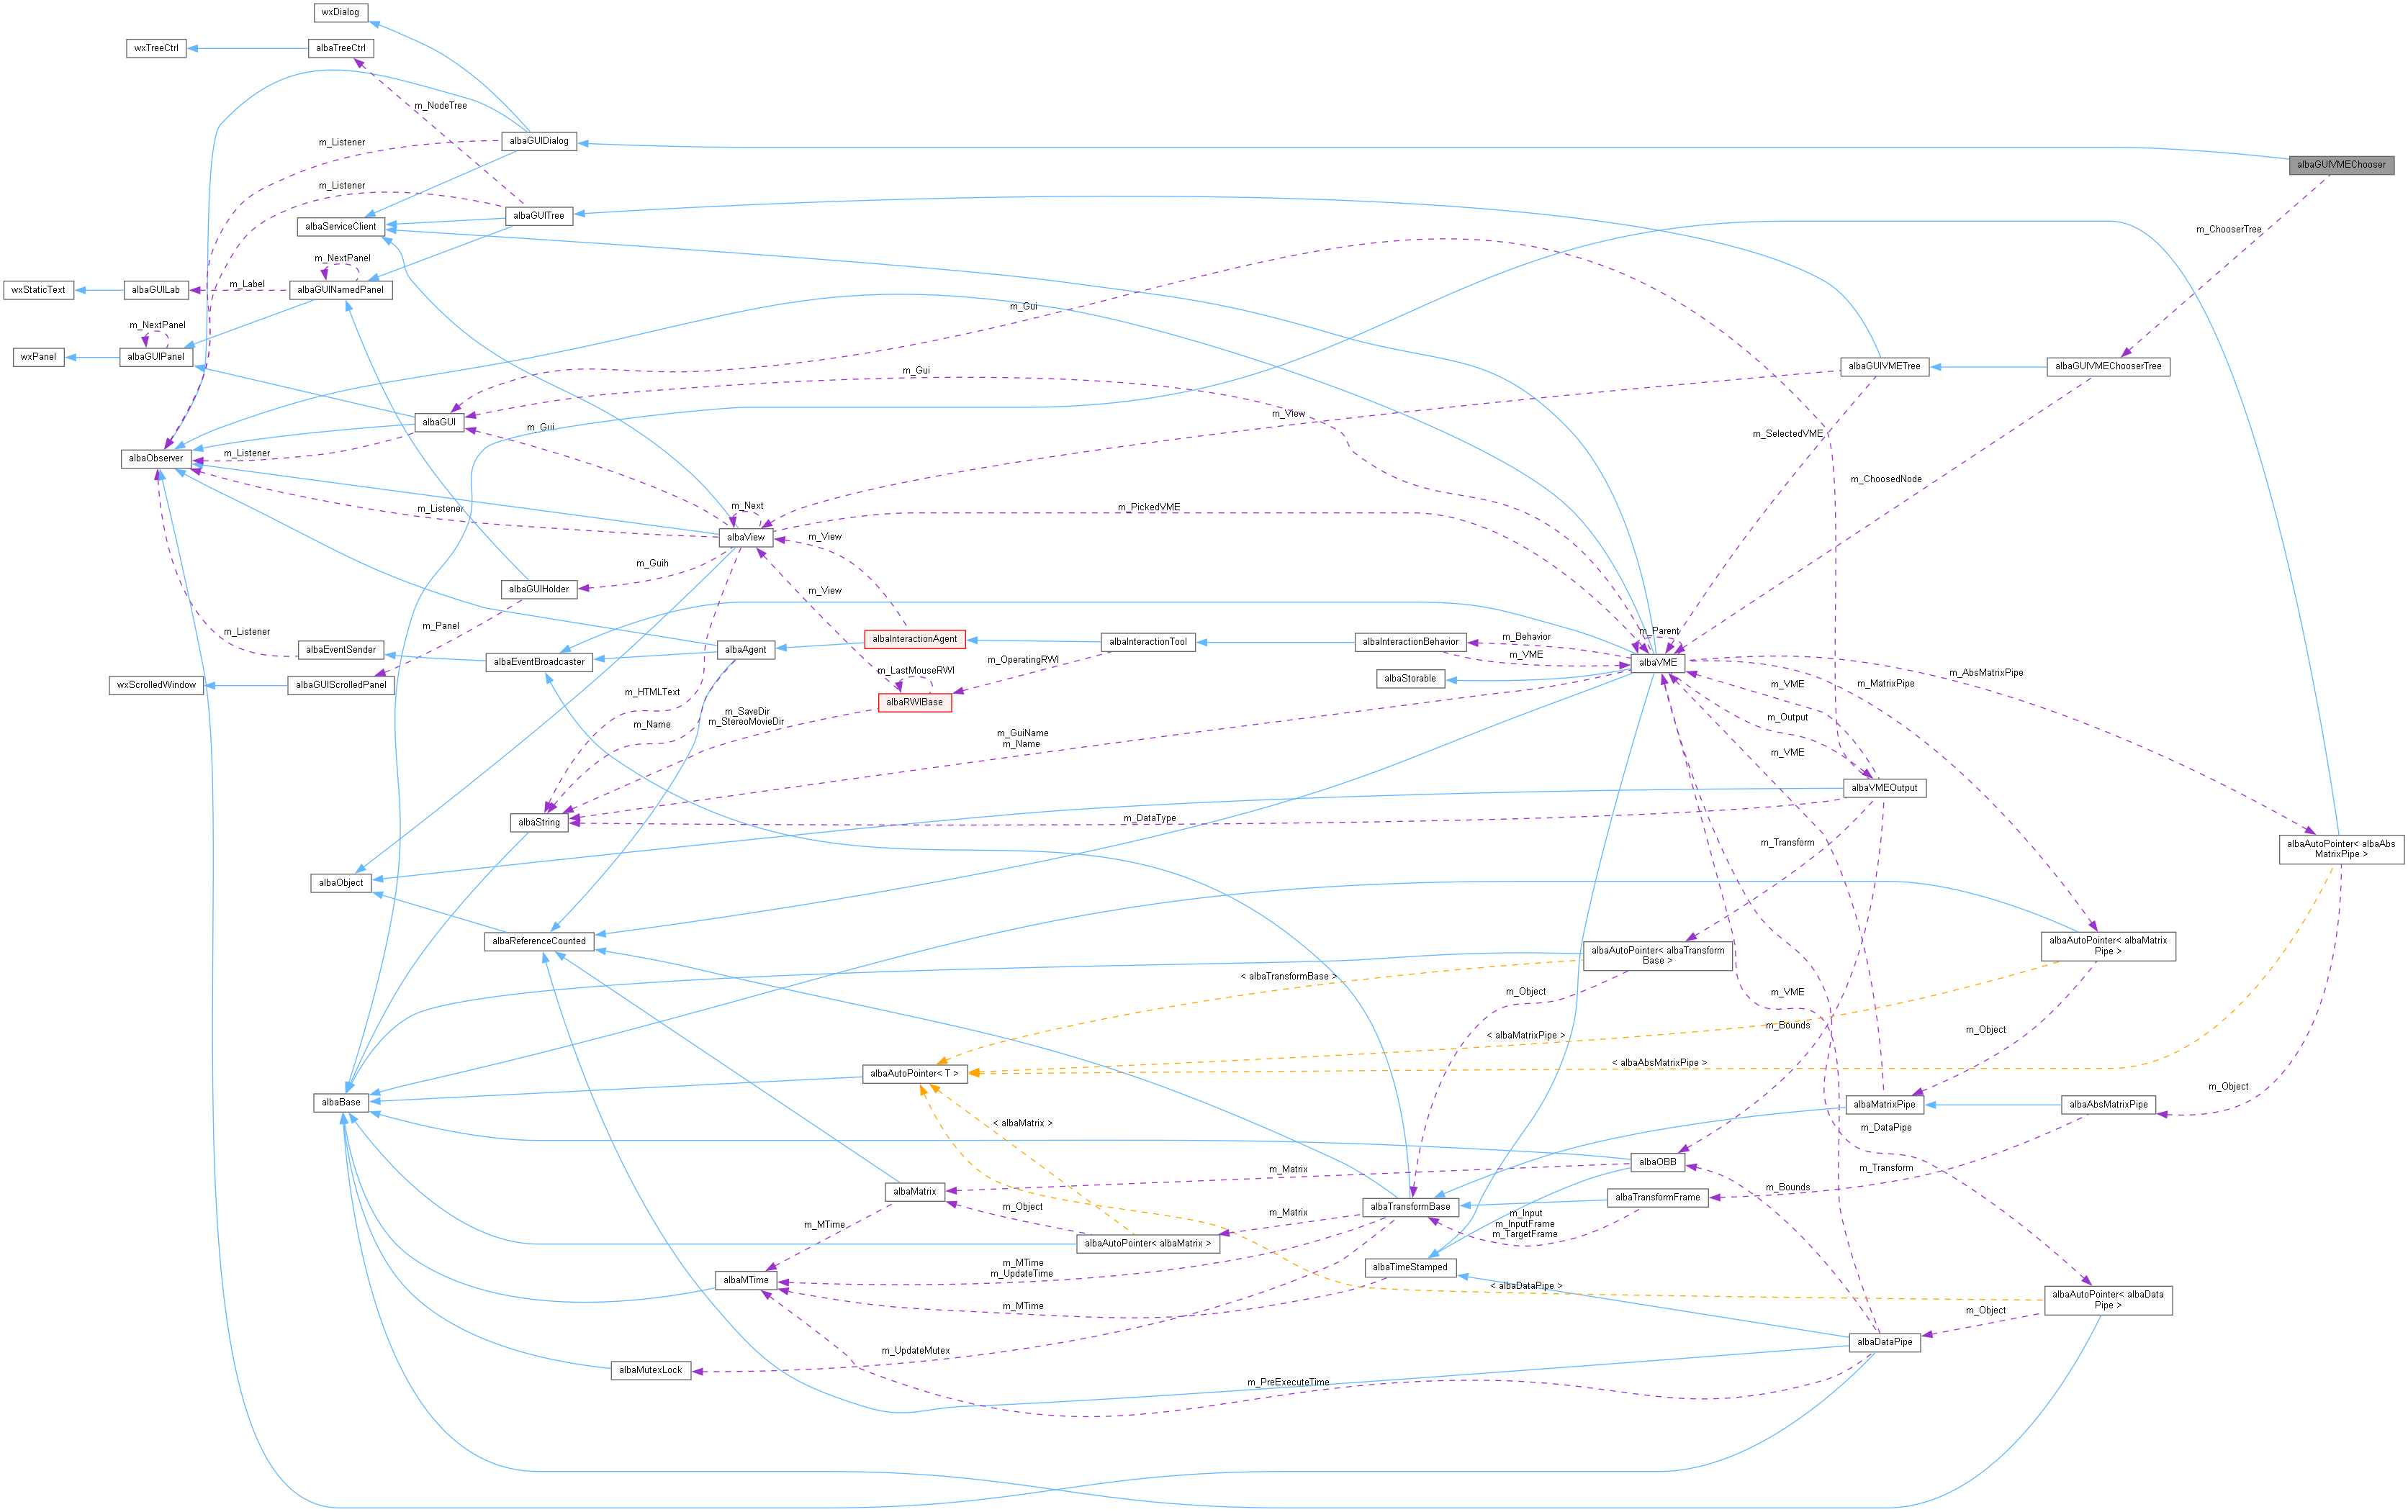 wxDialog
wxTreeCtrl
albaTreeCtrl
m_NodeTree
albaGUIDialog
m_Listener
albaGUIVMEChooser
m_Listener
albaGUITree
albaServiceClient
m_ChooserTree
m_NextPanel
m_Label
wxStaticText
albaGUILab
albaGUINamedPanel
m_Gui
m_NextPanel
wxPanel
albaGUIPanel
albaGUIVMETree
albaGUIVMEChooserTree
m_Gui
m_View
albaGUI
m_Gui
m_SelectedVME
m_Listener
albaObserver
m_ChoosedNode
m_Next
m_Listener
m_PickedVME
albaView
m_View
m_Guih
albaGUIHolder
m_View
m_Panel
m_Listener
albaInteractionAgent
albaInteractionTool
albaInteractionBehavior
m_Behavior
m_Parent
albaEventSender
albaAgent
m_VME
albaEventBroadcaster
m_OperatingRWI
albaVME
m_LastMouseRWI
m_AbsMatrixPipe
wxScrolledWindow
albaGUIScrolledPanel
albaStorable
m_VME
m_MatrixPipe
m_HTMLText
albaRWIBase
m_SaveDir
m_StereoMovieDir
m_Name
m_Output
m_GuiName
m_Name
m_VME
albaVMEOutput
albaString
m_DataType
m_Transform
albaAutoPointer< albaAbs
MatrixPipe >
albaObject
albaReferenceCounted
albaAutoPointer< albaTransform
Base >
albaAutoPointer< albaMatrix
Pipe >
< albaTransformBase >
m_Object
m_VME
m_Bounds
m_Object
< albaMatrixPipe >
< albaAbsMatrixPipe >
albaAutoPointer< T >
m_Object
albaBase
albaMatrixPipe
albaAbsMatrixPipe
< albaMatrix >
m_DataPipe
albaOBB
m_Matrix
m_Transform
albaMatrix
m_Bounds
albaTransformFrame
albaTransformBase
m_Object
m_Matrix
m_Input
m_InputFrame
m_TargetFrame
m_MTime
albaAutoPointer< albaMatrix >
m_MTime
m_UpdateTime
albaTimeStamped
albaMTime
< albaDataPipe >
albaAutoPointer< albaData
Pipe >
m_MTime
m_Object
albaDataPipe
m_UpdateMutex
albaMutexLock
m_PreExecuteTime